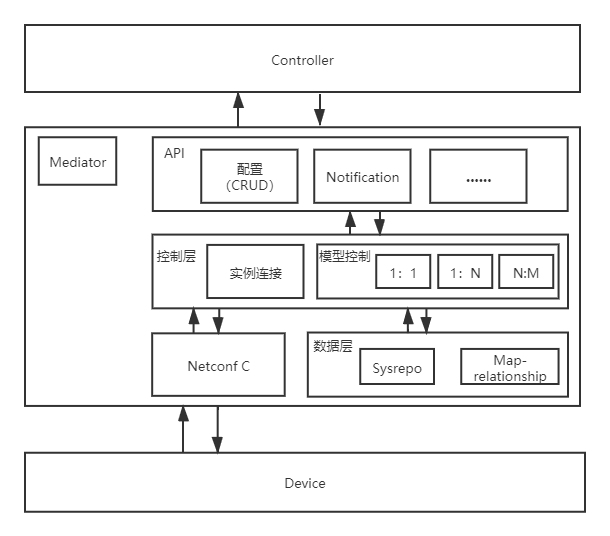 Controller
Mediator
API
配置
（CRUD）
Notification
......
控制层
实例连接
模型控制
1：1
1：N
N:M
Netconf C
数据层
Sysrepo
Map-
relationship
Device